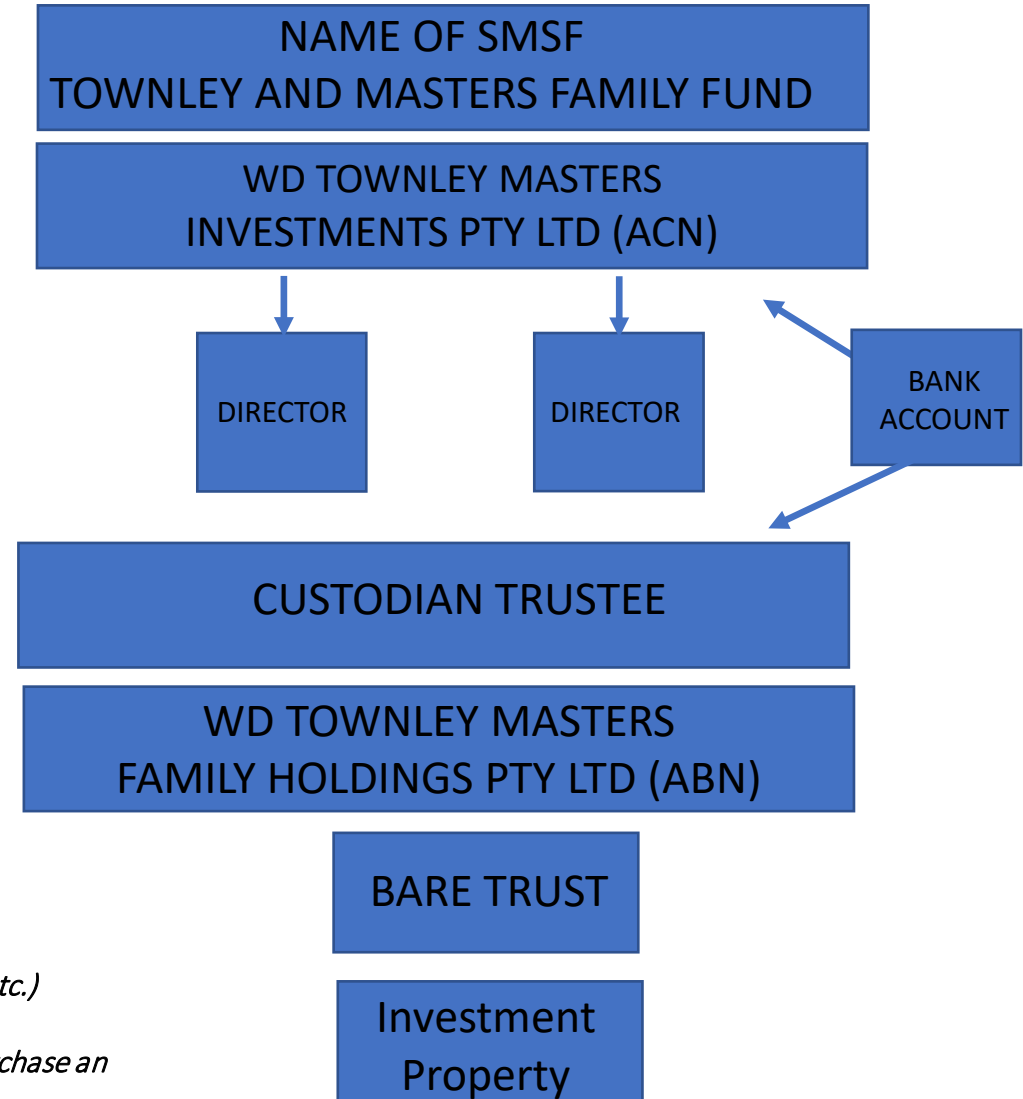 NAME OF SMSF
TOWNLEY AND MASTERS FAMILY FUND
WD TOWNLEY MASTERS
INVESTMENTS PTY LTD (ACN)
DIRECTOR
DIRECTOR
BANK
ACCOUNT
CUSTODIAN TRUSTEE
WD TOWNLEY MASTERS
FAMILY HOLDINGS PTY LTD (ABN)
BARE TRUST
tc.)
Investment
rchase an
Property